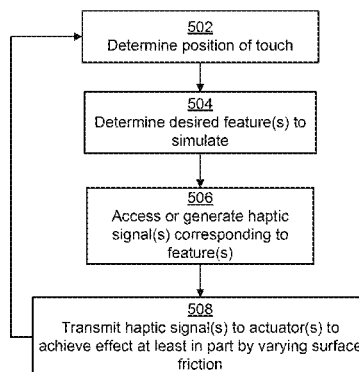 502
Determine position of touch
504
Determine desired feature(s) to
simulate
506
Access or generate haptic
signal(s) corresponding to
feature(s)
508
Transmit haptic signal(s) to actuator(s) to
achieve effect at least in part by varying surface
friction